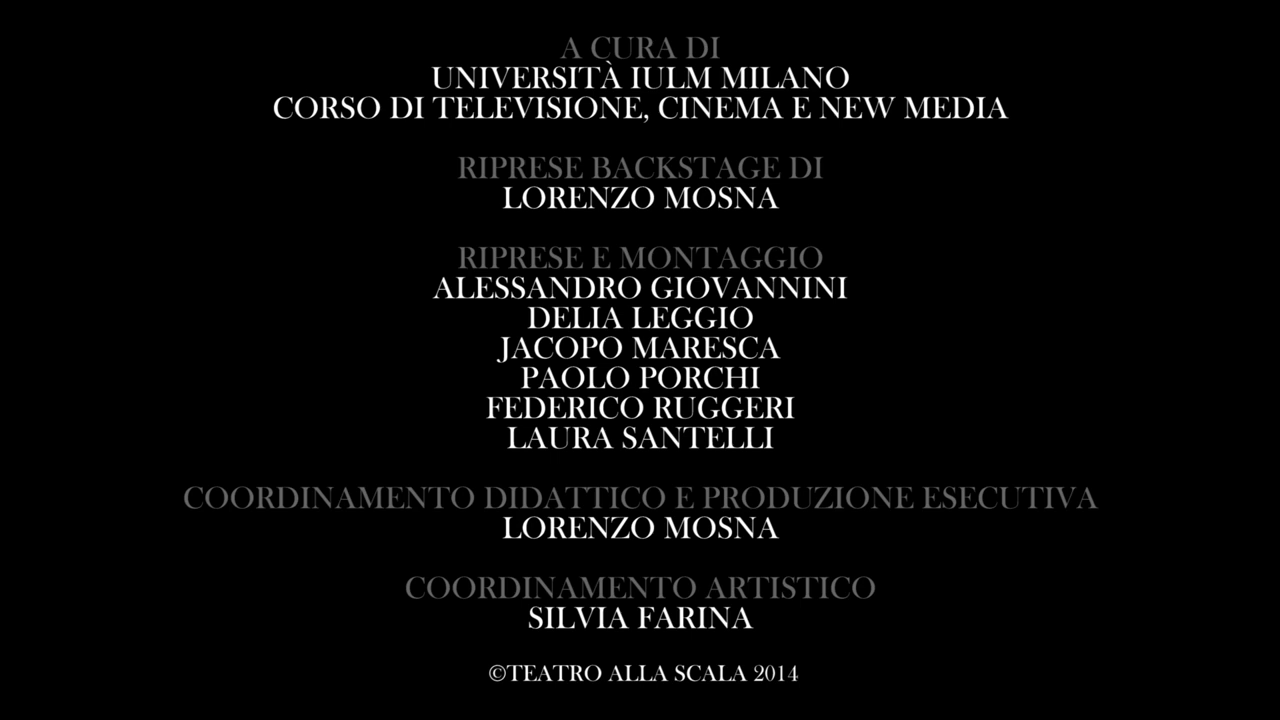 A CURA DI
UNIVERSITÀ IULM MILANO
CORSO DI TELEVISIONE, CINEMA E NEW MEDIA
RIPRESE BACKSTAGE DI
LORENZO MOSNA
RIPRESE E MONTAGGIO
ALESSANDRO GIOVANNINI
DELIA LEGGIO
JACOPO MARESCA
PAOLO PORCHI
FEDERICO RUGGERI
LAURA SANTELLI
COORDINAMENTO DIDATTICO E PRODUZIONE ESECUTIVA
LORENZO MOSNA
COORDINAMENTO ARTISTICO
SILVIA FARINA
©TEATRO ALLA SCALA 2014